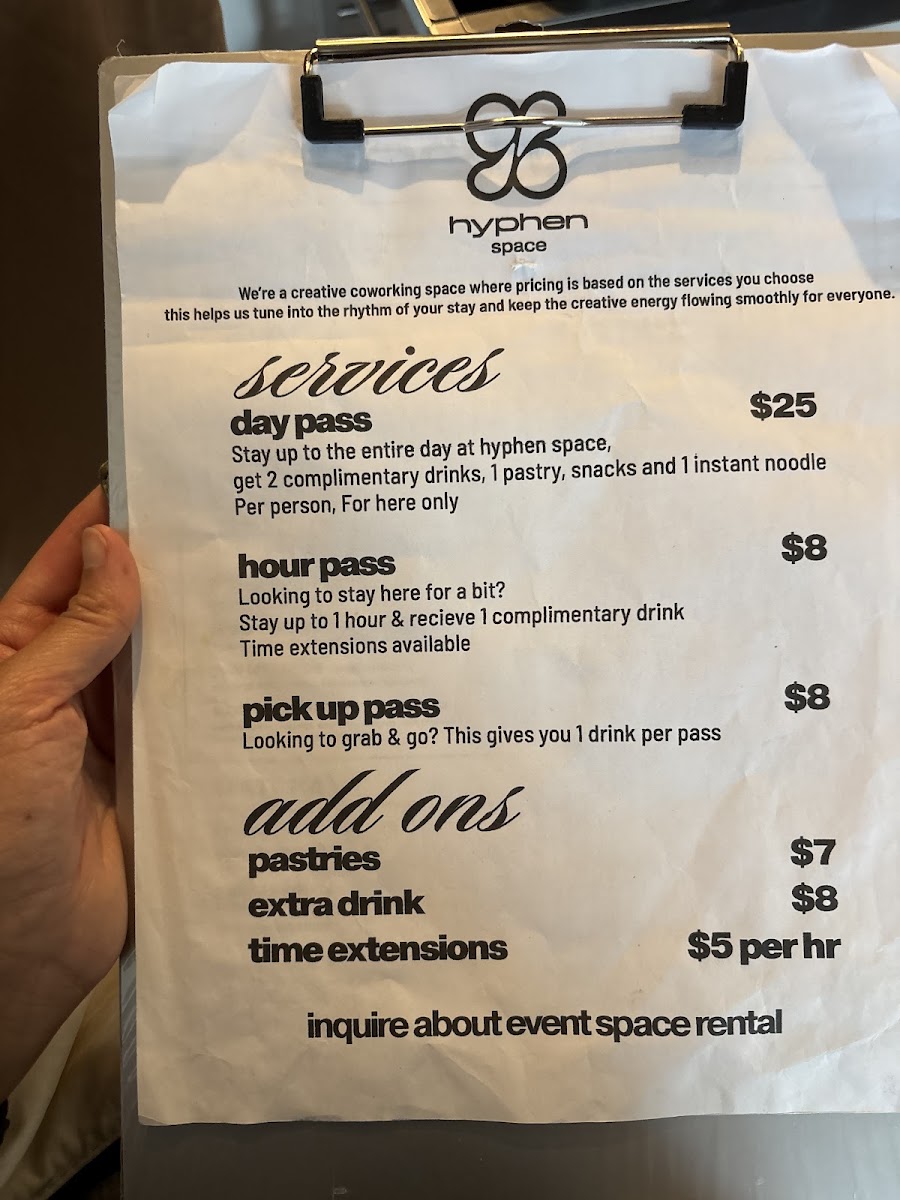 hyphen
space
We're a creative coworking space where pricing is based on the services you choose
this helps us tune into the rhythm of your stay and keep the creative energy flowing smoothly for everyone.
services
day pass $25
Stay up to the entire day at hyphen space,
get 2 complimentary drinks, 1 pastry, snacks and 1 instant noodle
Per person, For here only
hour pass $8
Looking to stay here for a bit?
Stay up to 1 hour & recieve 1 complimentary drink
Time extensions available
pick up pass $8
Looking to grab & go? This gives you 1 drink per pass
add ons
pastries $7
extra drink $8
time extensions $5 per hr
inquire about event space rental